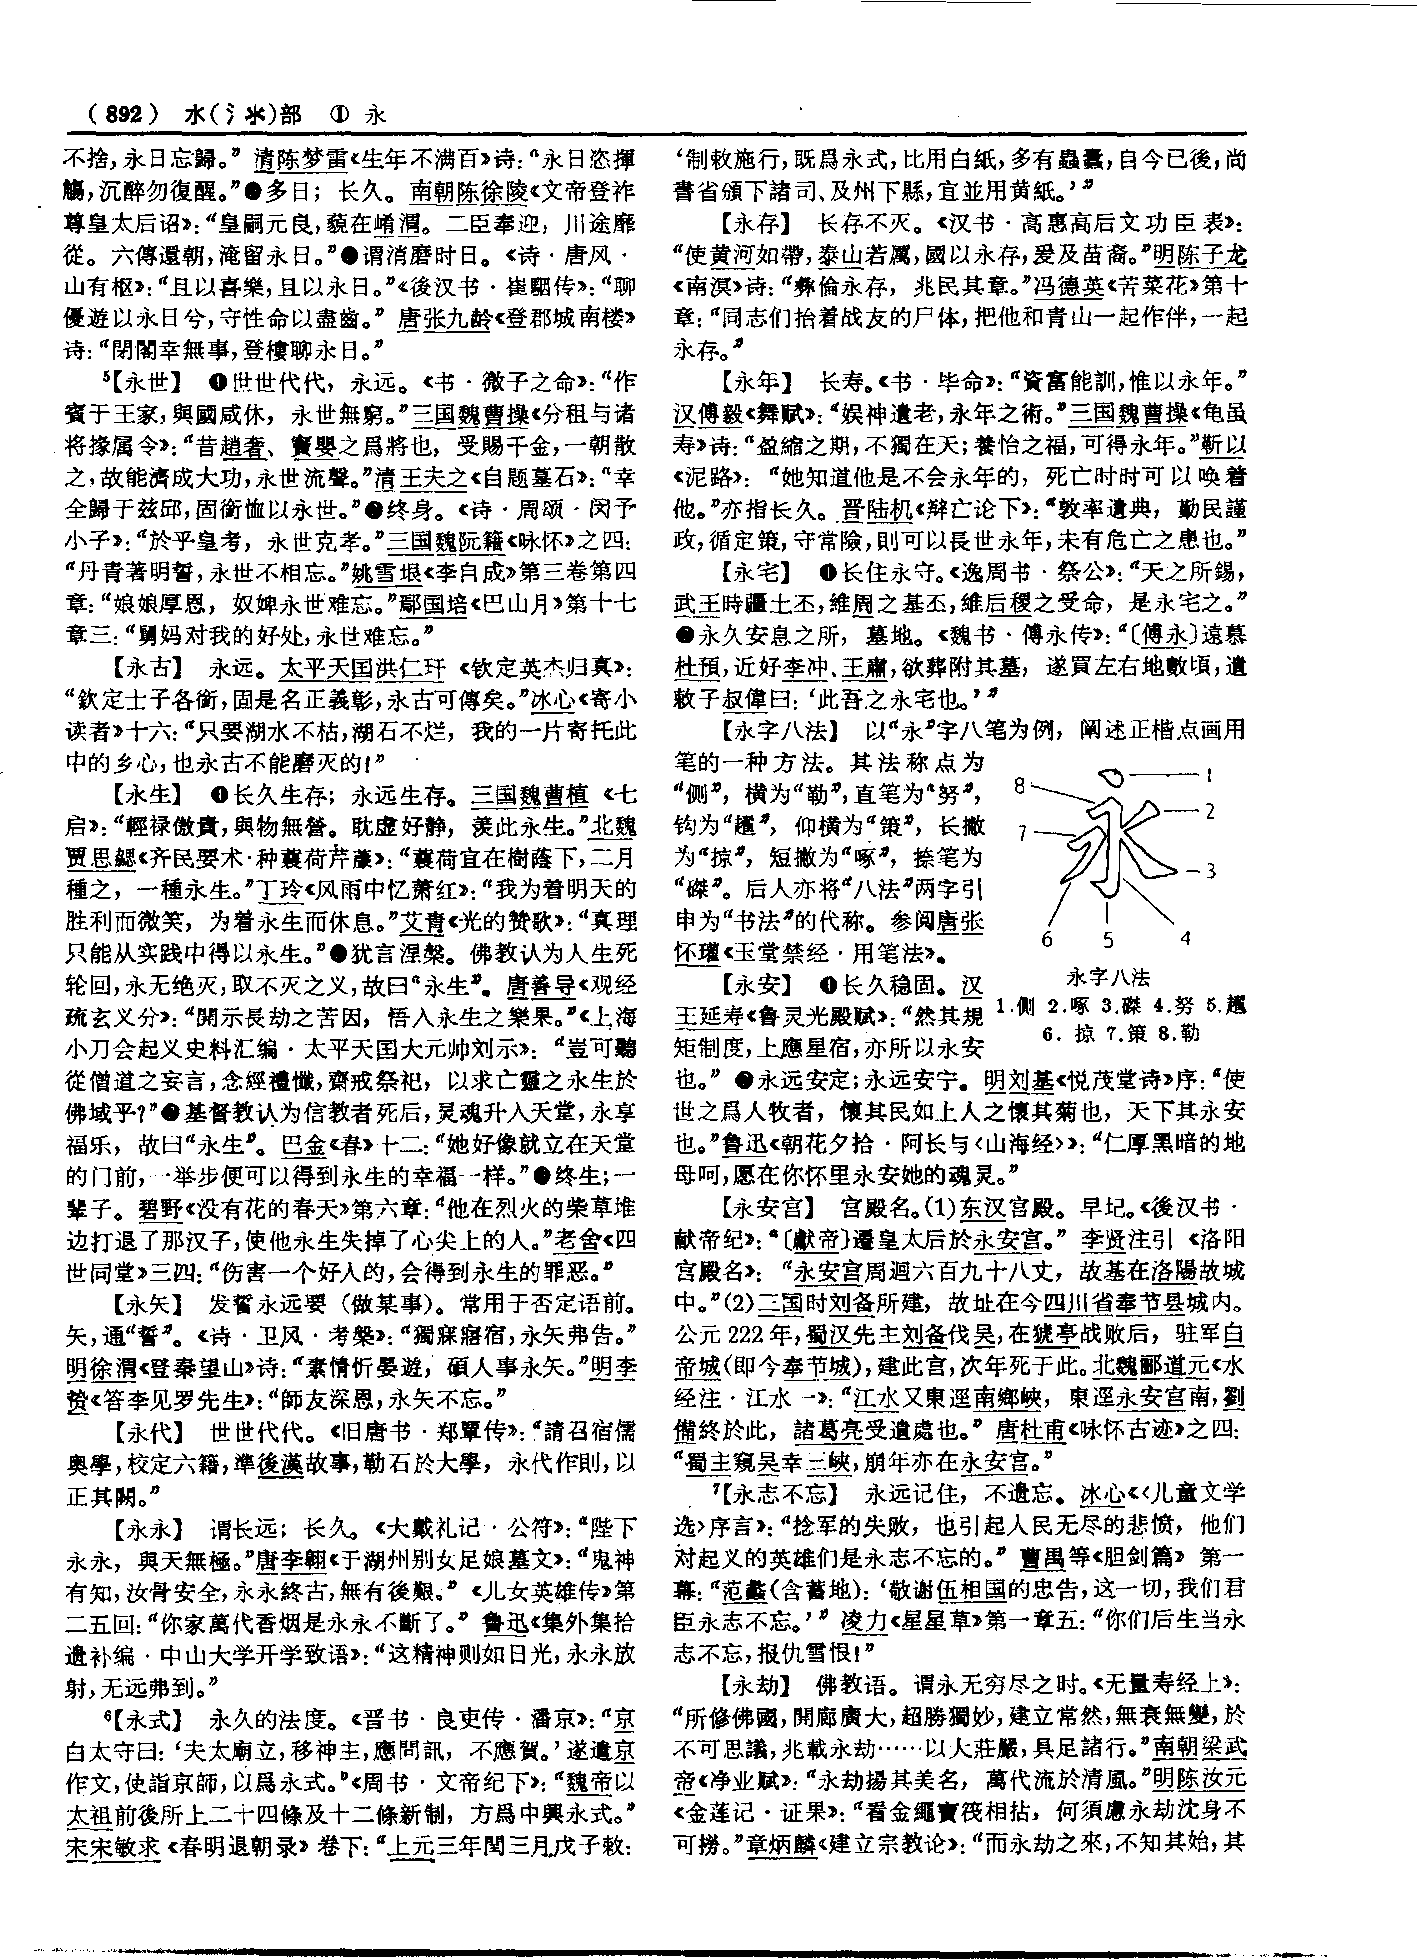 （892） 水(氵氺)部 ① 永
不捨,永日忘歸。”清陈梦雷《生年不满百》诗:“永日恣揮
觴,沉醉勿復醒。”❷多日；长久。南朝陈徐陵《文帝登祚
尊皇太后诏》:“皇嗣元良,藐在崤渭。二臣奉迎，川途靡
從。六傳還朝,淹留永日。”❸谓消磨时日。《诗·唐风·
山有枢》:“且以喜樂,且以永日。”《後汉书·崔駰传》:“聊
優遊以永日兮,守性命以盡齒。”唐张九龄《登郡城南楼》
诗:“閉閣幸無事,登樓聊永日。”
5【永世】 ❶世世代代，永远。《书·微子之命》:“作
賓于王家,與國咸休，永世無窮。”三国魏曹操《分租与诸
将掾属令》:“昔趙奢、竇嬰之爲將也，受賜千金,一朝散
之,故能濟成大功,永世流聲。”清王夫之《自题墓石》:“幸
全歸于兹邱,固銜恤以永世。”❷终身。《诗·周颂·闵予
小子》:“於乎皇考，永世克孝。”三国魏阮籍《咏怀》之四:
“丹青著明誓,永世不相忘。”姚雪垠《李自成》第三卷第四
章:“娘娘厚恩，奴婢永世难忘。”鄢国培《巴山月》第十七
章三:“舅妈对我的好处,永世难忘。”
【永古】 永远。太平天囯洪仁玕《钦定英杰归真》:
“欽定士子各銜,固是名正義彰,永古可傳矣。”冰心《寄小
读者》十六:“只要湖水不枯,湖石不烂，我的一片寄托此
中的乡心,也永古不能磨灭的!”
【永生】 ❶长久生存；永远生存。三国魏曹植《七
启》:“輕禄傲貴,與物無營。耽虚好静，羡此永生。”北魏
贾思勰《齐民要术·种蘘荷芹䕆》:“蘘荷宜在樹蔭下,二月
種之，一種永生。”丁玲《风雨中忆萧红》:“我为着明天的
胜利而微笑，为着永生而休息。”艾青《光的赞歌》:“真理
只能从实践中得以永生。”❷犹言涅槃。佛教认为人生死
轮回,永无绝灭,取不灭之义,故曰“永生”。唐善导《观经
疏玄义分》:“開示長劫之苦因，悟入永生之樂果。”《上海
小刀会起义史料汇编·太平天国大元帅刘示》：“豈可聽
從僧道之妄言,念經禮懺,齋戒祭祀，以求亡靈之永生於
佛域乎?”❸基督教认为信教者死后,灵魂升入天堂,永享
福乐，故曰“永生”。巴金《春》十二:“她好像就立在天堂
的门前,一举步便可以得到永生的幸福一样。”❹终生;一
辈子。碧野《没有花的春天》第六章:“他在烈火的柴草堆
边打退了那汉子,使他永生失掉了心尖上的人。”老舍《四
世同堂》三四:“伤害一个好人的,会得到永生的罪恶。”
【永矢】 发誓永远要（做某事）。常用于否定语前。
矢,通“誓”。《诗·卫风·考槃》:“獨寐寤宿,永矢弗告。”
明徐渭《登秦望山》诗:“素情忻晏遊，碩人事永矢。”明李
贽《答李见罗先生》:“師友深恩,永矢不忘。”
【永代】 世世代代。《旧唐书·郑覃传》:“請召宿儒
奥學,校定六籍,準後漢故事,勒石於太學，永代作則,以
正其闕。”
【永永】 谓长远；长久。《大戴礼记·公符》:“陛下
永永，與天無極。”唐李翱《于湖州别女足娘墓文》:“鬼神
有知,汝骨安全,永永終古,無有後艱。”《儿女英雄传》第
二五回:“你家萬代香烟是永永不斷了。”鲁迅《集外集拾
遗补编·中山大学开学致语》:“这精神则如日光,永永放
射,无远弗到。”
6【永式】 永久的法度。《晋书·良吏传·潘京》:“京
白太守曰:‘夫太廟立,移神主,應問訊，不應賀。’遂遣京
作文,使詣京師,以爲永式。”《周书·文帝纪下》:“魏帝以
太祖前後所上二十四條及十二條新制，方爲中興永式。”
宋宋敏求《春明退朝录》卷下:“上元三年閏三月戊子敕:
‘制敕施行,既爲永式,比用白紙,多有蟲蠹,自今已後,尚
書省頒下諸司、及州下縣,宜並用黄紙。’”
【永存】 长存不灭。《汉书·高惠高后文功臣表》:
“使黄河如帶,泰山若厲,國以永存,爰及苗裔。”明陈子龙
《南溟》诗:“彝倫永存，兆民其章。”冯德英《苦菜花》第十
章:“同志们抬着战友的尸体,把他和青山一起作伴,一起
永存。”
【永年】 长寿。《书·毕命》:“資富能訓,惟以永年。”
汉傅毅《舞赋》:“娱神遺老,永年之術。”三国魏曹操《龟虽
寿》诗:“盈縮之期,不獨在天;養怡之福,可得永年。”靳以
《泥路》：“她知道他是不会永年的，死亡时时可以唤着
他。”亦指长久。晋陆机《辩亡论下》:“敦率遺典，勤民謹
政,循定策,守常險,則可以長世永年,未有危亡之患也。”
【永宅】 ❶长住永守。《逸周书·祭公》:“天之所錫，
武王時疆土丕,維周之基丕,維后稷之受命，是永宅之。”
❷永久安息之所，墓地。《魏书·傅永传》:“〔傅永〕遠慕
杜預,近好李冲、王肅,欲葬附其墓，遂買左右地數頃,遺
敕子叔偉曰:‘此吾之永宅也。’”
【永字八法】 以“永”字八笔为例，阐述正楷点画用
笔的一种方法。其法称点为
“侧”，横为“勒”,直笔为“努”，
钩为“趯”，仰横为“策”，长撇
为“掠”，短撇为“啄”，捺笔为
“磔”。后人亦将“八法”两字引
申为“书法”的代称。参阅唐张
怀瓘《玉堂禁经·用笔法》。
1
2
3
4
5
6
7
8
永
永字八法
1.侧 2.啄 3.磔 4.努 5.趯
6. 掠 7.策 8.勒
【永安】 ❶长久稳固。汉
王延寿《鲁灵光殿赋》:“然其規
矩制度,上應星宿,亦所以永安
也。”❷永远安定;永远安宁。明刘基《悦茂堂诗》序:“使
世之爲人牧者，懷其民如上人之懷其菊也，天下其永安
也。”鲁迅《朝花夕拾·阿长与〈山海经〉》:“仁厚黑暗的地
母呵,愿在你怀里永安她的魂灵。”
【永安宫】 宫殿名。(1)东汉宫殿。早圮。《後汉书·
献帝纪》:“〔獻帝〕遷皇太后於永安宫。”李贤注引《洛阳
宫殿名》：“永安宫周迴六百九十八丈，故基在洛陽故城
中。”(2)三国时刘备所建，故址在今四川省奉节县城内。
公元222年,蜀汉先主刘备伐吴,在猇亭战败后，驻军白
帝城(即今奉节城),建此宫,次年死于此。北魏郦道元《水
经注·江水一》:“江水又東逕南鄉峽，東逕永安宫南,劉
備終於此，諸葛亮受遺處也。”唐杜甫《咏怀古迹》之四:
“蜀主窺吴幸三峽,崩年亦在永安宫。”
7【永志不忘】 永远记住，不遗忘。冰心《〈儿童文学
选〉序言》:“捻军的失败，也引起人民无尽的悲愤，他们
对起义的英雄们是永志不忘的。”曹禺等《胆剑篇》第一
幕:“范蠡(含蓄地):‘敬谢伍相国的忠告,这一切,我们君
臣永志不忘。’”凌力《星星草》第一章五:“你们后生当永
志不忘,报仇雪恨!”
【永劫】 佛教语。谓永无穷尽之时。《无量寿经上》:
“所修佛國,開廊廣大,超勝獨妙,建立常然,無衰無變,於
不可思議,兆載永劫……以大莊嚴,具足諸行。”南朝梁武
帝《净业赋》:“永劫揚其美名，萬代流於清風。”明陈汝元
《金莲记·证果》:“看金繩寶筏相拈，何須慮永劫沈身不
可撈。”章炳麟《建立宗教论》:“而永劫之來,不知其始,其